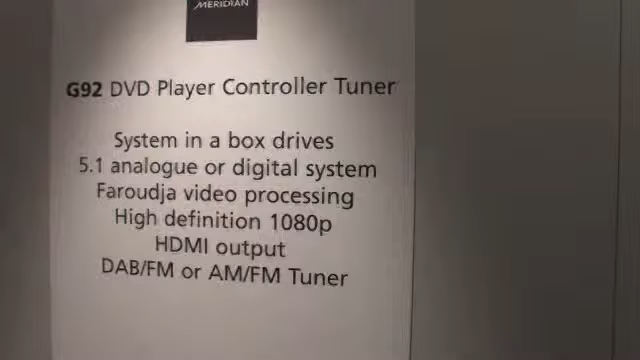 MERIDIAN
G92 DVD Player Controller Tuner
System in a box drives
5.1 analogue or digital system
Faroudja video processing
High definition 1080p
HDMI output
DAB/FM or AM/FM Tuner